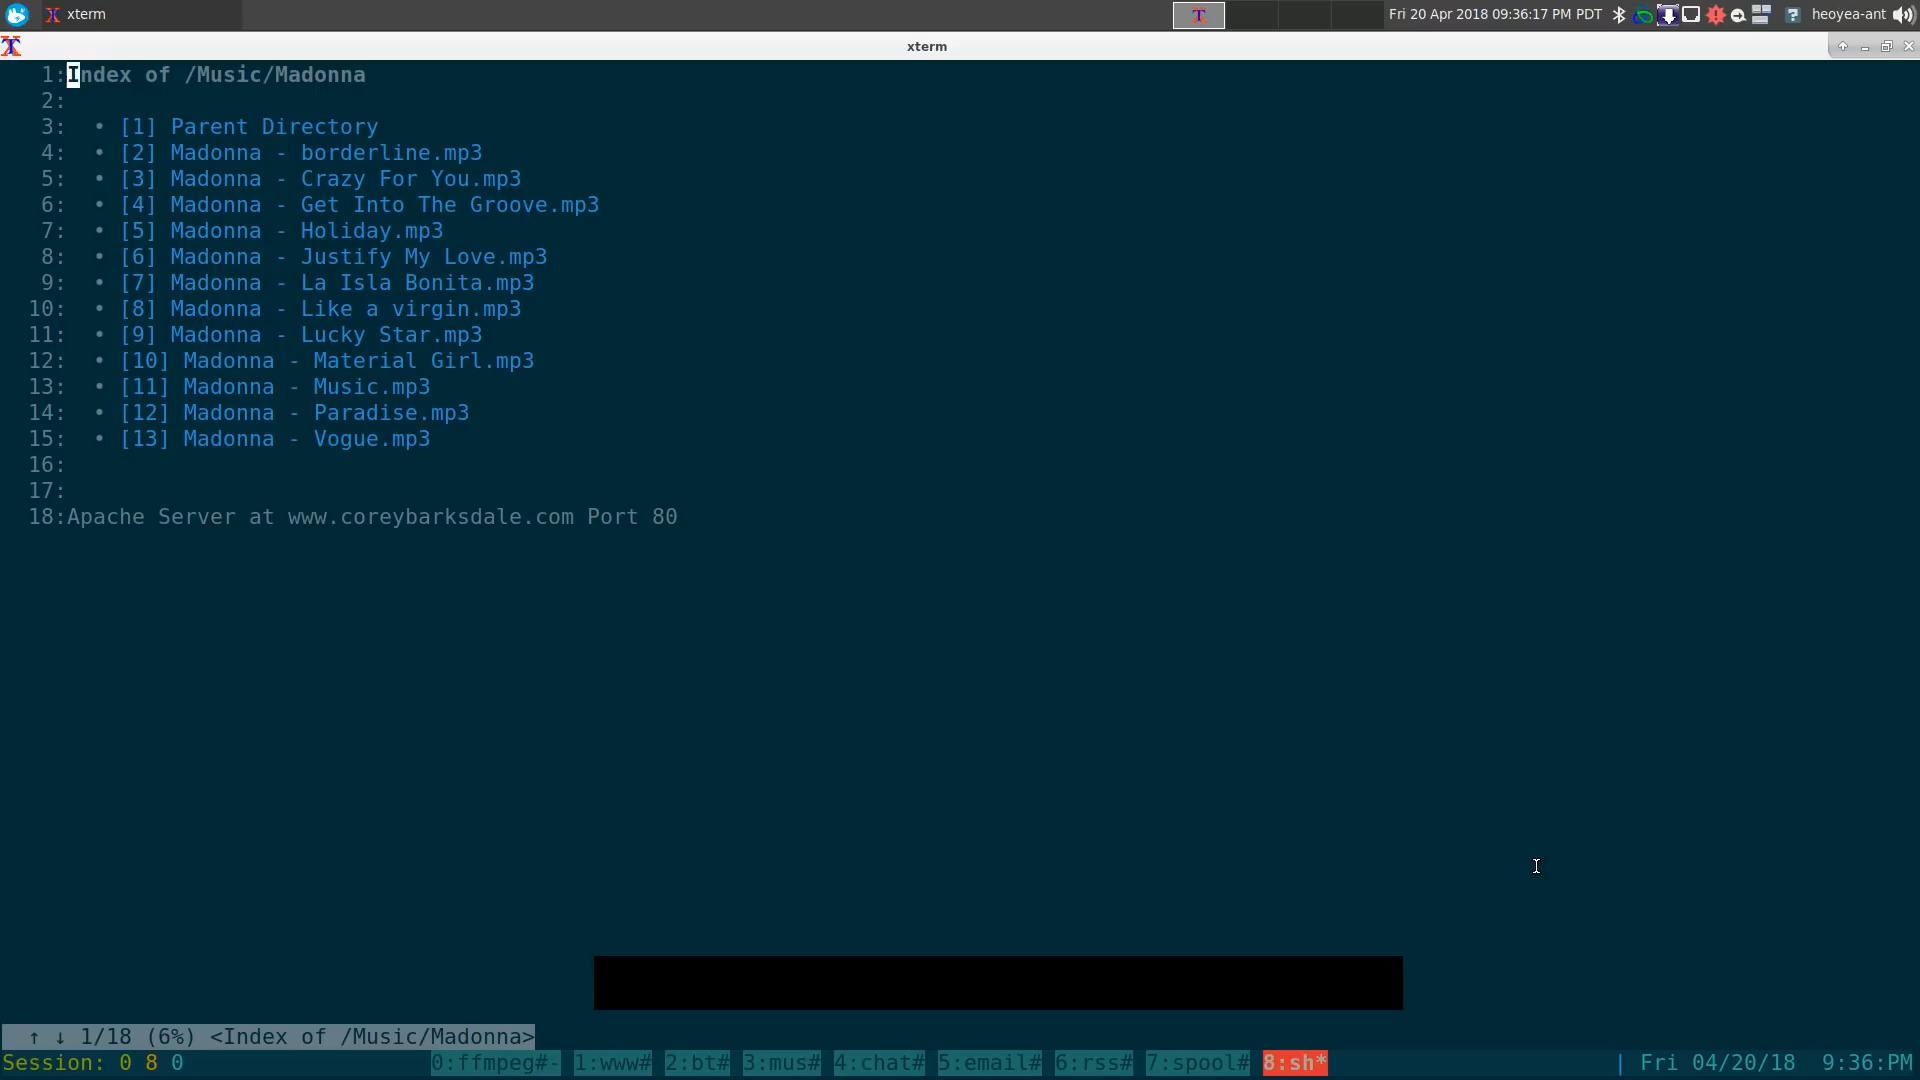 xterm
Fri 20 Apr 2018 09:36:17 PM PDT
heoyea-ant
xterm
1:Index of /Music/Madonna
2:
3: • [1] Parent Directory
4: • [2] Madonna - borderline.mp3
5: • [3] Madonna - Crazy For You.mp3
6: • [4] Madonna - Get Into The Groove.mp3
7: • [5] Madonna - Holiday.mp3
8: • [6] Madonna - Justify My Love.mp3
9: • [7] Madonna - La Isla Bonita.mp3
10: • [8] Madonna - Like a virgin.mp3
11: • [9] Madonna - Lucky Star.mp3
12: • [10] Madonna - Material Girl.mp3
13: • [11] Madonna - Music.mp3
14: • [12] Madonna - Paradise.mp3
15: • [13] Madonna - Vogue.mp3
16:
17:
18:Apache Server at www.coreybarksdale.com Port 80
↑ ↓ 1/18 (6%) <Index of /Music/Madonna>
Session: 0 8 0 0:ffmpeg#- 1:www# 2:bt# 3:mus# 4:chat# 5:email# 6:rss# 7:spool# 8:sh* | Fri 04/20/18 9:36:PM